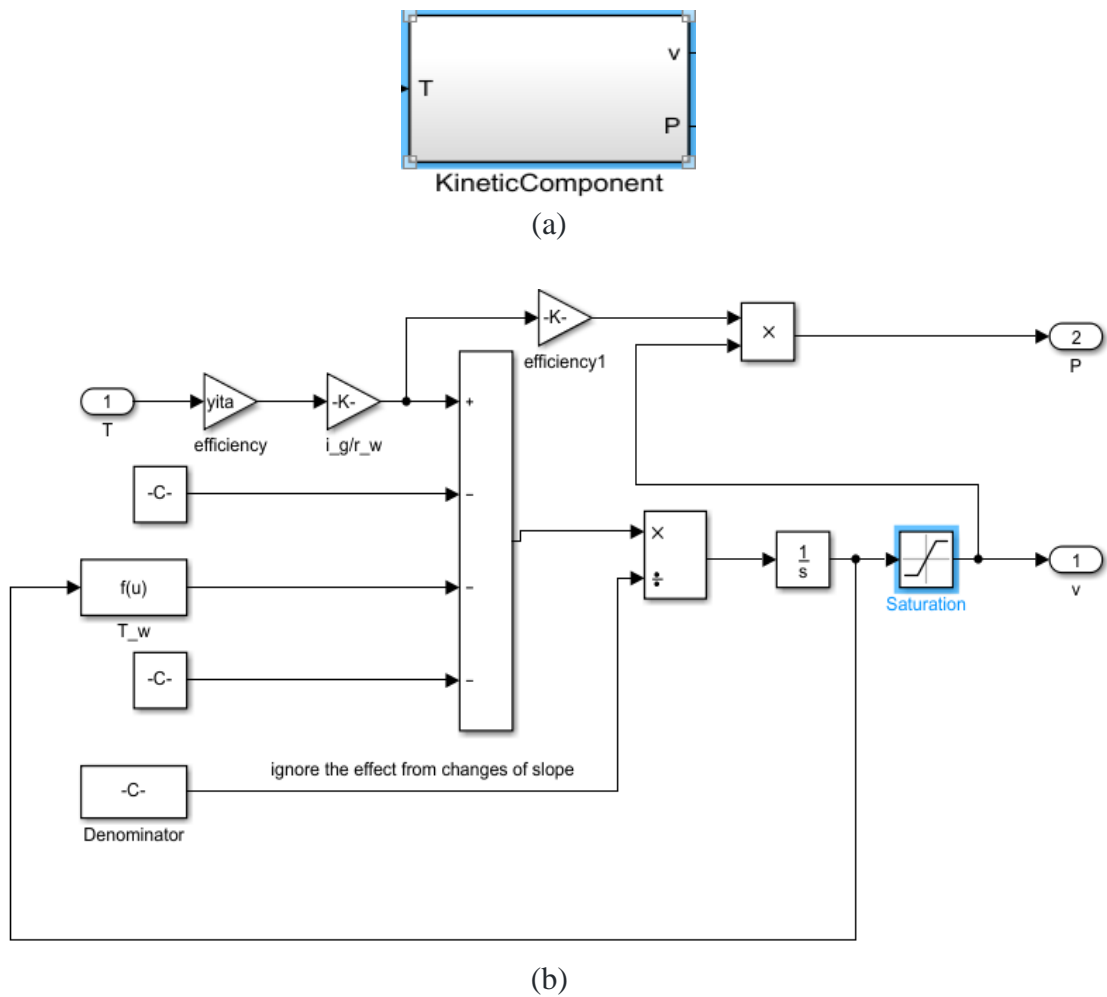 v
T
P
KineticComponent
(a)
-K-
×
2
efficiency1
P
+
1
yita
-K-
T
efficiency
i_g/r_w
-C-
−
×
1
s
1
f(u)
−
÷
Saturation
v
T_w
-C-
−
ignore the effect from changes of slope
-C-
Denominator
(b)